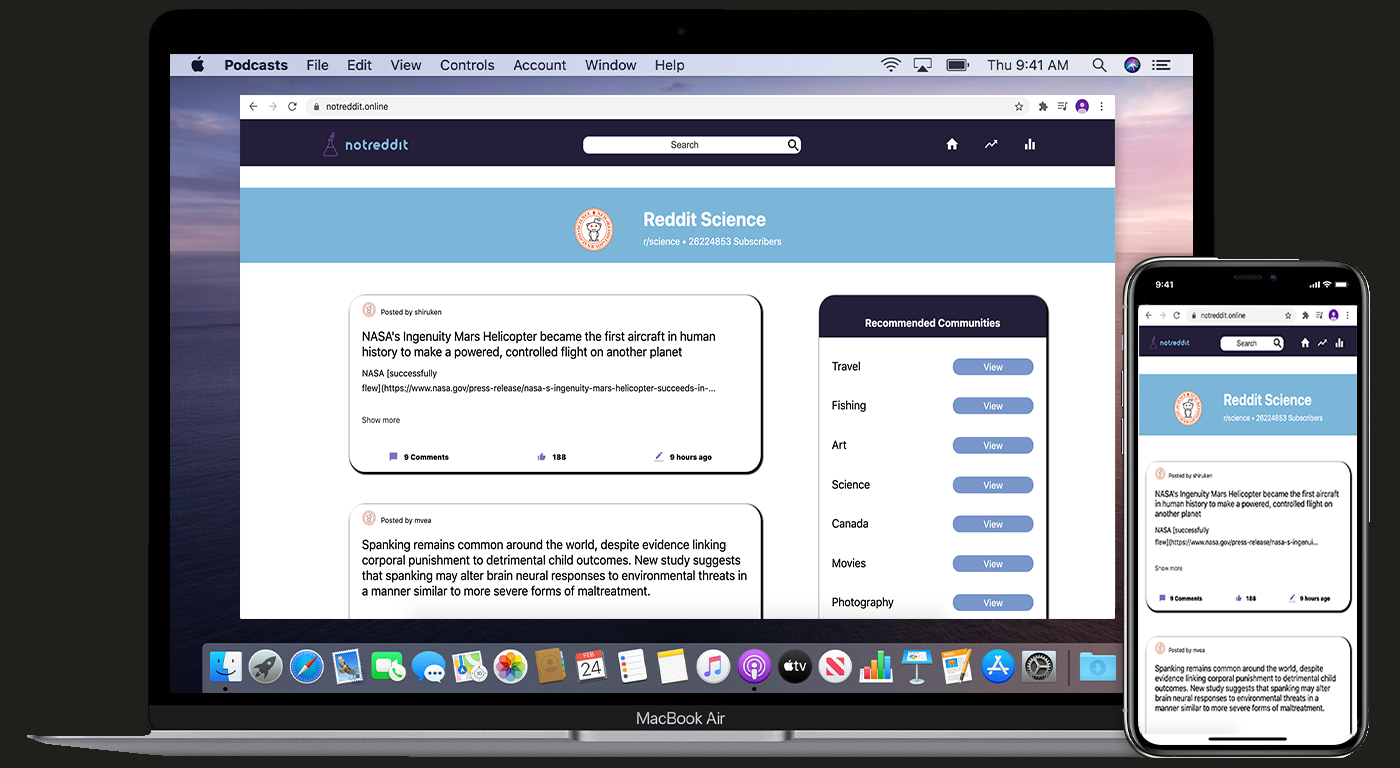 Podcasts File Edit View Controls Account Window Help Thu 9:41 AM
notreddit.online
notreddit Search
Reddit Science
r/science • 26224853 Subscribers
Posted by shiruken
NASA's Ingenuity Mars Helicopter became the first aircraft in human
history to make a powered, controlled flight on another planet
NASA [successfully
flew](https://www.nasa.gov/press-release/nasa-s-ingenuity-mars-helicopter-succeeds-in-...
Show more
9 Comments 188 9 hours ago
Posted by mvea
Spanking remains common around the world, despite evidence linking
corporal punishment to detrimental child outcomes. New study suggests
that spanking may alter brain neural responses to environmental threats in
a manner similar to more severe forms of maltreatment.
Recommended Communities
Travel View
Fishing View
Art View
Science View
Canada View
Movies View
Photography View
FEB
24
tv
MacBook Air
9:41
notreddit.online
notreddit Search
Reddit Science
r/science • 26224853 Subscribers
Posted by shiruken
NASA's Ingenuity Mars Helicopter became the first aircraft
in human history to make a powered, controlled flight on
another planet
NASA [successfully
flew](https://www.nasa.gov/press-release/nasa-s-ingenui...
Show more
9 Comments 188 9 hours ago
Posted by mvea
Spanking remains common around the world, despite
evidence linking corporal punishment to detrimental child
outcomes. New study suggests that spanking may alter
brain neural responses to environmental threats in a
manner similar to more severe forms of maltreatment.